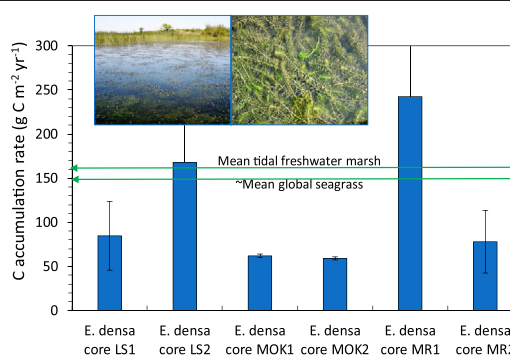 C accumulation rate (g C m⁻² yr⁻¹)
300
250
200
150
100
50
0
Mean tidal freshwater marsh
~Mean global seagrass
E. densa E. densa E. densa E. densa E. densa E. densa
core LS1 core LS2 core MOK1 core MOK2 core MR1